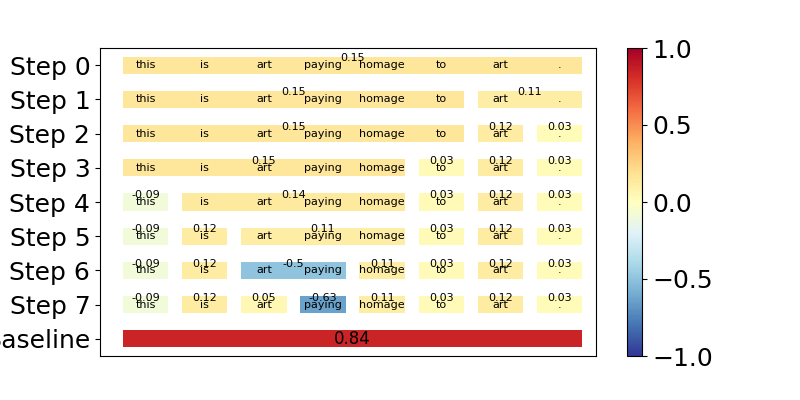 Step 0 this is art paying homage to art . 0.15
Step 1 this is art paying homage to art . 0.15 0.11
Step 2 this is art paying homage to art . 0.15 0.12 0.03
Step 3 this is art paying homage to art . 0.15 0.03 0.12 0.03
Step 4 this is art paying homage to art . -0.09 0.14 0.03 0.12 0.03
Step 5 this is art paying homage to art . -0.09 0.12 0.11 0.03 0.12 0.03
Step 6 this is art paying homage to art . -0.09 0.12 -0.5 0.11 0.03 0.12 0.03
Step 7 this is art paying homage to art . -0.09 0.12 0.05 -0.63 0.11 0.03 0.12 0.03
aseline 0.84
1.0
0.5
0.0
−0.5
−1.0